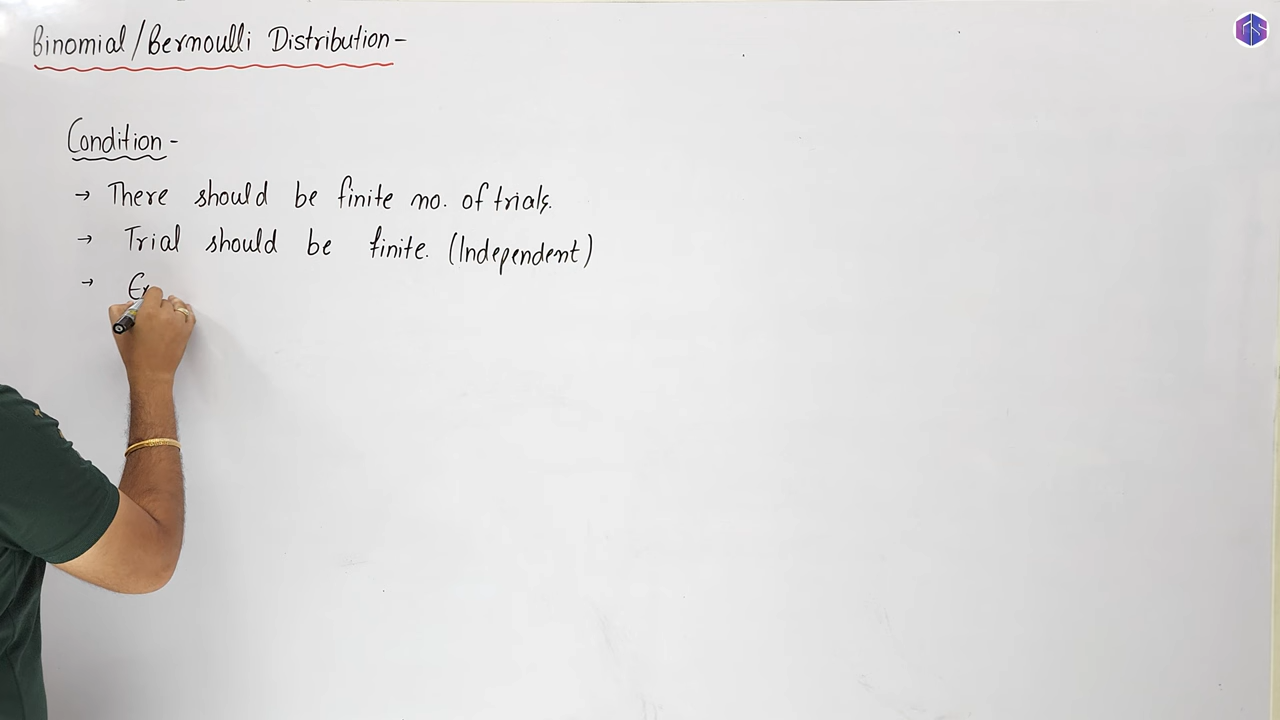 Binomial/Bernoulli Distribution-
Condition-
→ There should be finite no. of trials.
→ Trial should be finite. (Independent)
→